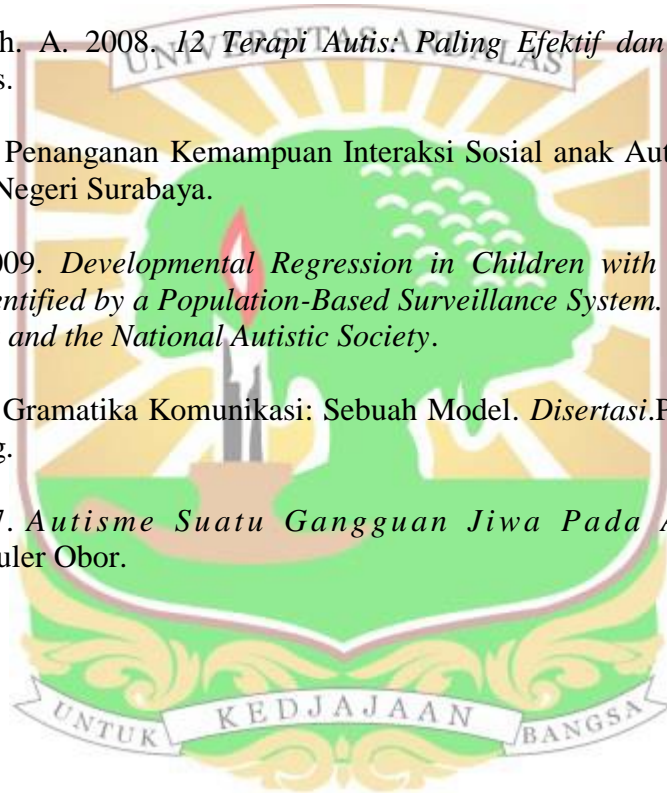 h. A. 2008. 12 Terapi Autis: Paling Efektif dan
UNIVERSITAS ANDALAS
s.
Penanganan Kemampuan Interaksi Sosial anak Aut
Negeri Surabaya.
009. Developmental Regression in Children with
entified by a Population-Based Surveillance System.
and the National Autistic Society.
Gramatika Komunikasi: Sebuah Model. Disertasi.P
g.
7. Autisme Suatu Gangguan Jiwa Pada A
uler Obor.
UNTUK KEDJAJAAN BANGSA